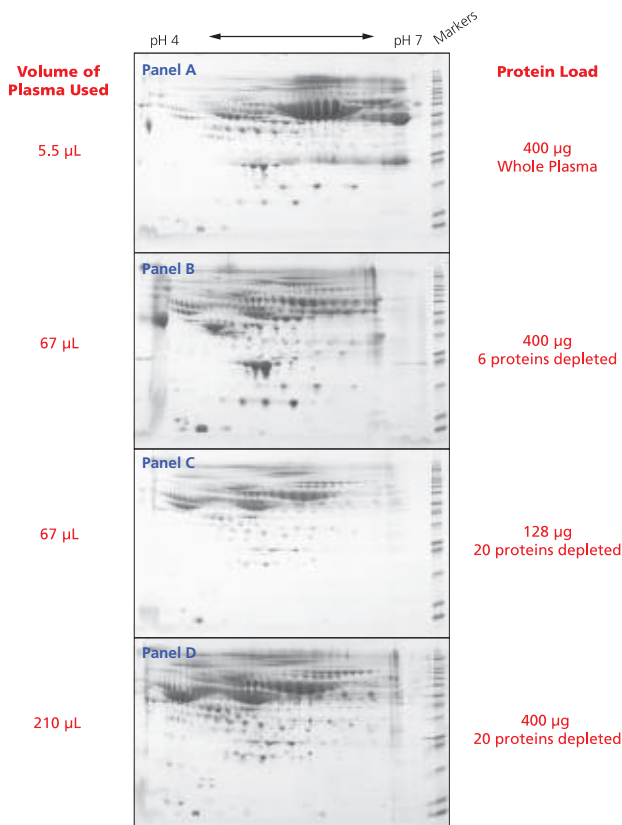 pH 4
pH 7
Markers
Volume of
Plasma Used
Protein Load
Panel A
5.5 µL
400 µg
Whole Plasma
Panel B
67 µL
400 µg
6 proteins depleted
Panel C
67 µL
128 µg
20 proteins depleted
Panel D
210 µL
400 µg
20 proteins depleted